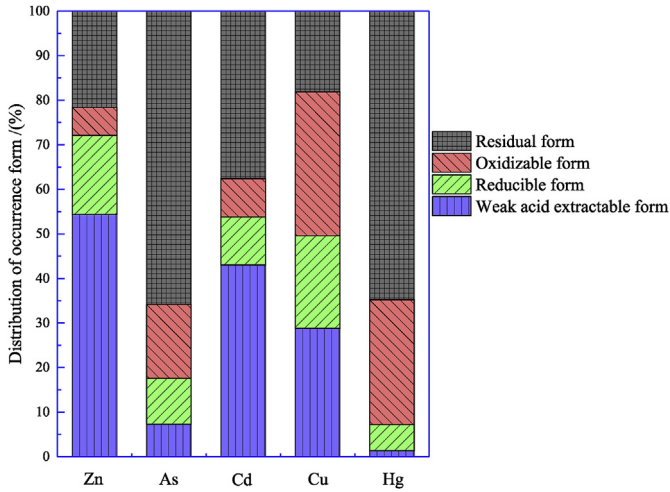 Distribution of occurrence form /(%)
100
90
80
70
60
50
40
30
20
10
0
Zn As Cd Cu Hg
Residual form
Oxidizable form
Reducible form
Weak acid extractable form